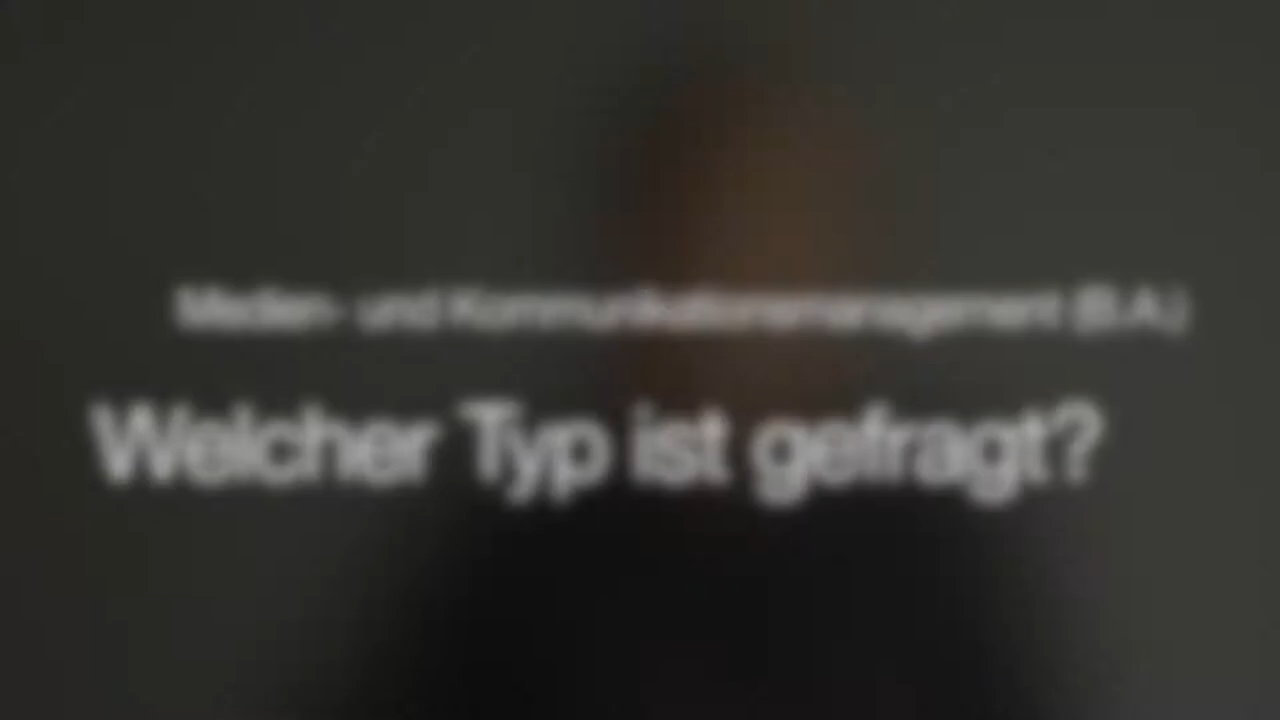 Medien- und Kommunikationsmanagement (B.A.)
Welcher Typ ist gefragt?